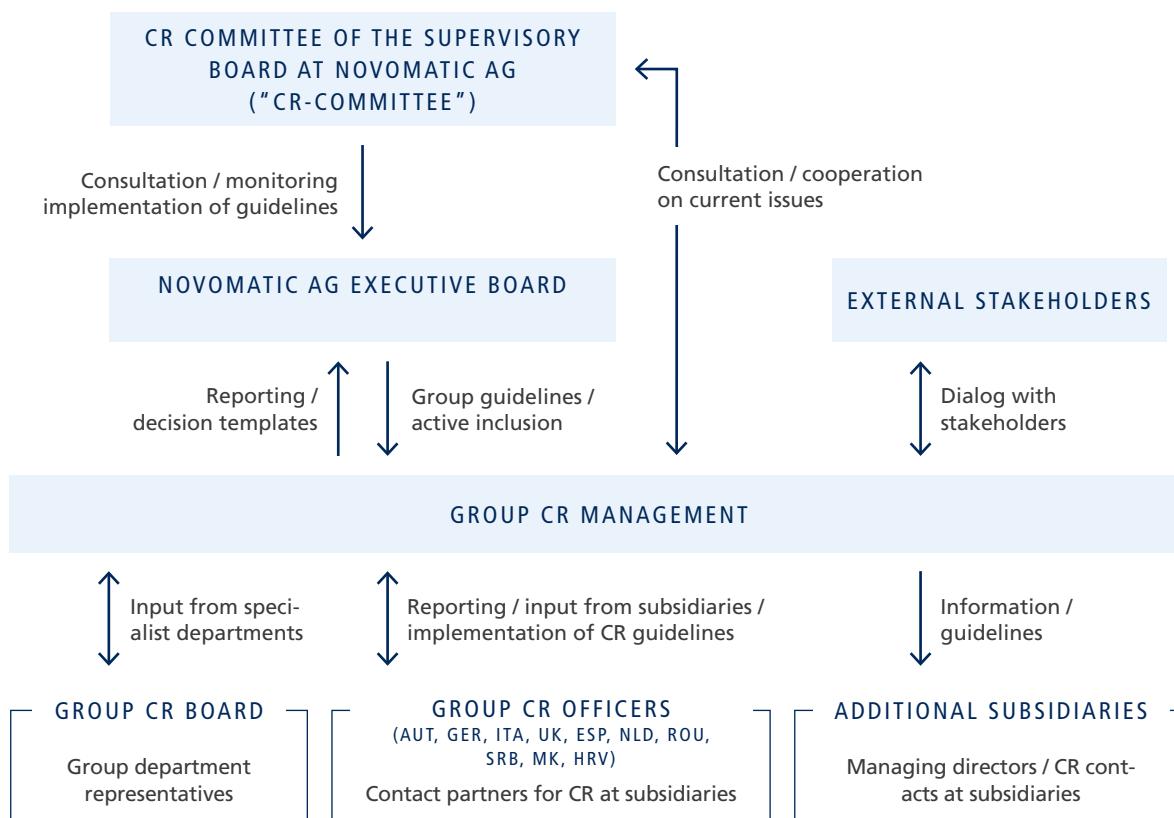 CR COMMITTEE OF THE SUPERVISORY
BOARD AT NOVOMATIC AG
("CR-COMMITTEE")
Consultation / monitoring
implementation of guidelines
Consultation / cooperation
on current issues
NOVOMATIC AG EXECUTIVE BOARD
EXTERNAL STAKEHOLDERS
Reporting /
decision templates
Group guidelines /
active inclusion
Dialog with
stakeholders
GROUP CR MANAGEMENT
Input from speci-
alist departments
Reporting / input from subsidiaries /
implementation of CR guidelines
Information /
guidelines
GROUP CR BOARD
Group department
representatives
GROUP CR OFFICERS
(AUT, GER, ITA, UK, ESP, NLD, ROU,
SRB, MK, HRV)
Contact partners for CR at subsidiaries
ADDITIONAL SUBSIDIARIES
Managing directors / CR cont-
acts at subsidiaries